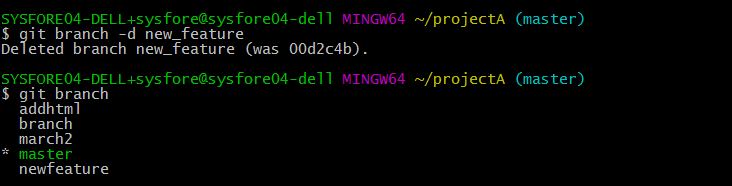 SYSFORE04-DELL+sysfore@sysfore04-dell MINGW64 ~/projectA (master)
$ git branch -d new_feature
Deleted branch new_feature (was 00d2c4b).
SYSFORE04-DELL+sysfore@sysfore04-dell MINGW64 ~/projectA (master)
$ git branch
addhtml
branch
march2
* master
newfeature